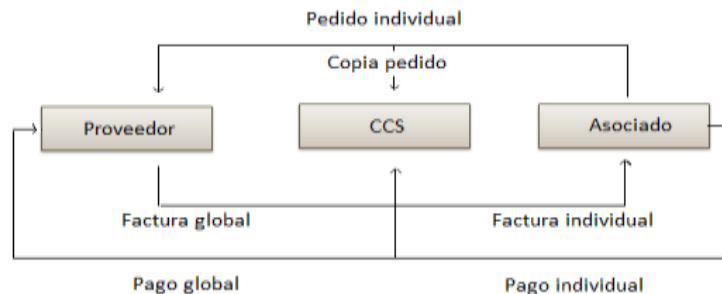 Pedido individual
Copia pedido
Proveedor
CCS
Asociado
Factura global
Factura individual
Pago global
Pago individual